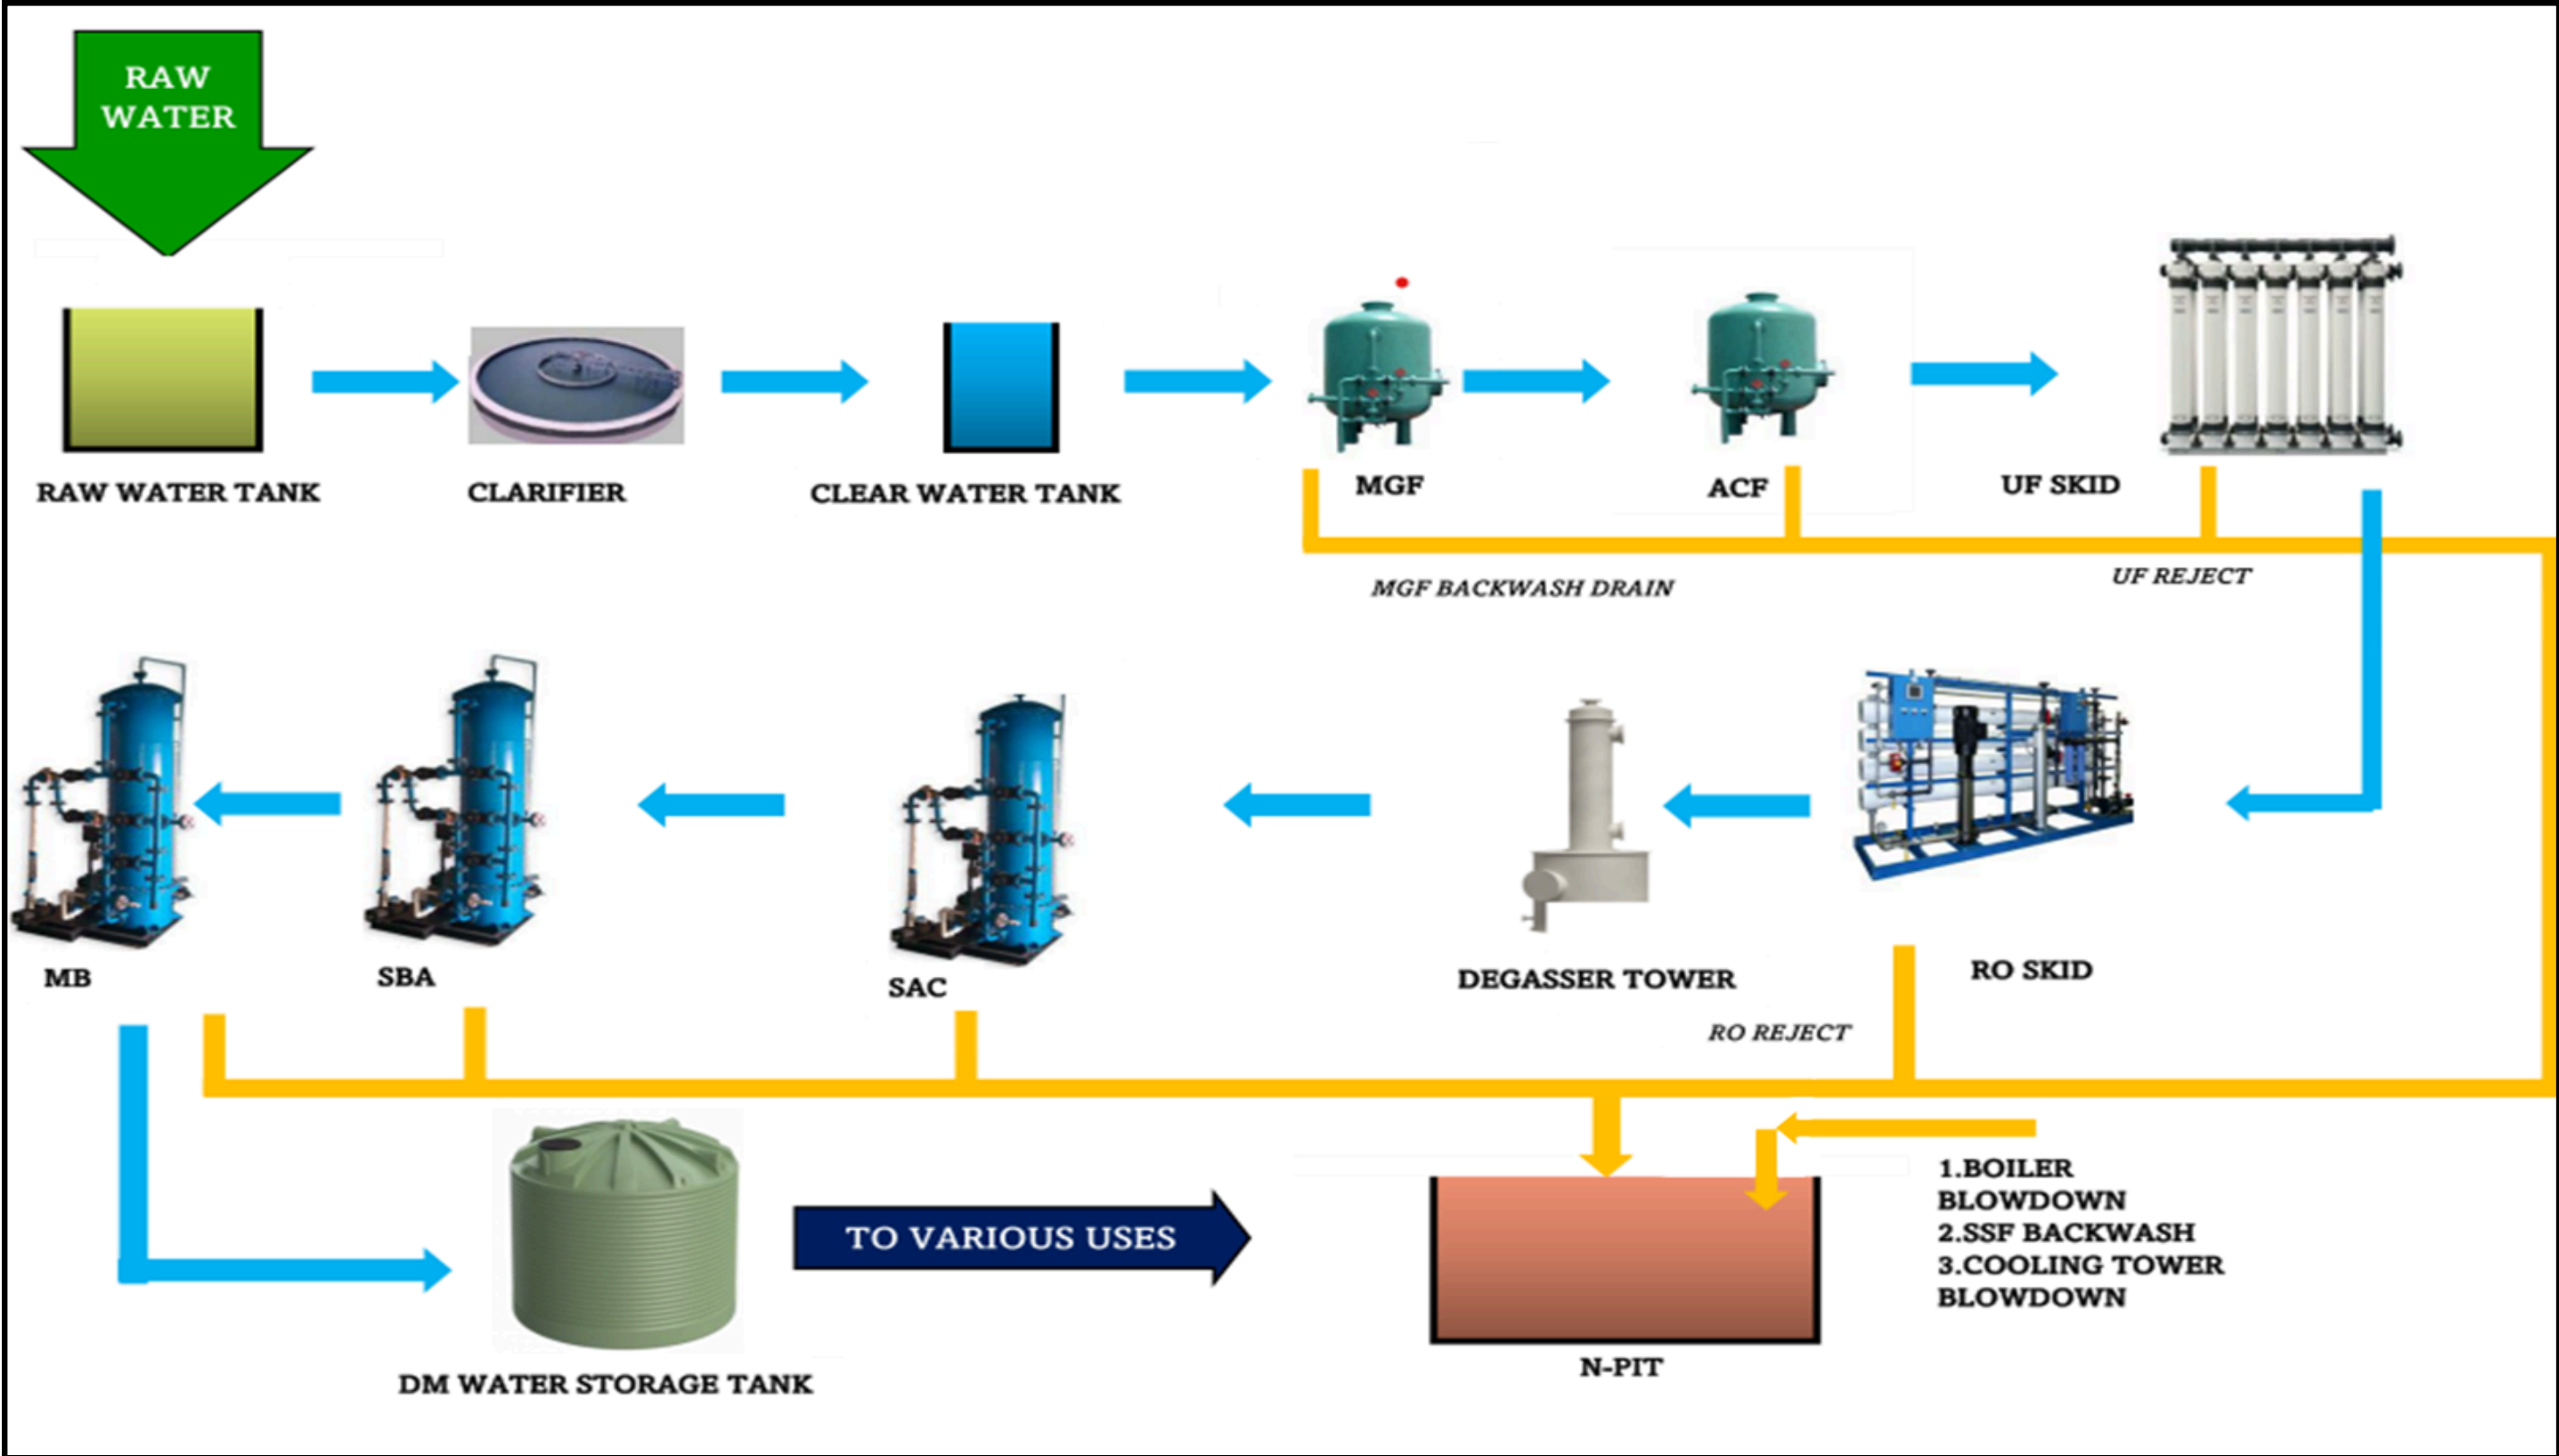 RAW
WATER
RAW WATER TANK
CLARIFIER
CLEAR WATER TANK
MGF
ACF
UF SKID
MGF BACKWASH DRAIN
UF REJECT
MB
SBA
SAC
DEGASSER TOWER
RO SKID
RO REJECT
TO VARIOUS USES
1.BOILER
BLOWDOWN
2.SSF BACKWASH
3.COOLING TOWER
BLOWDOWN
N-PIT
DM WATER STORAGE TANK